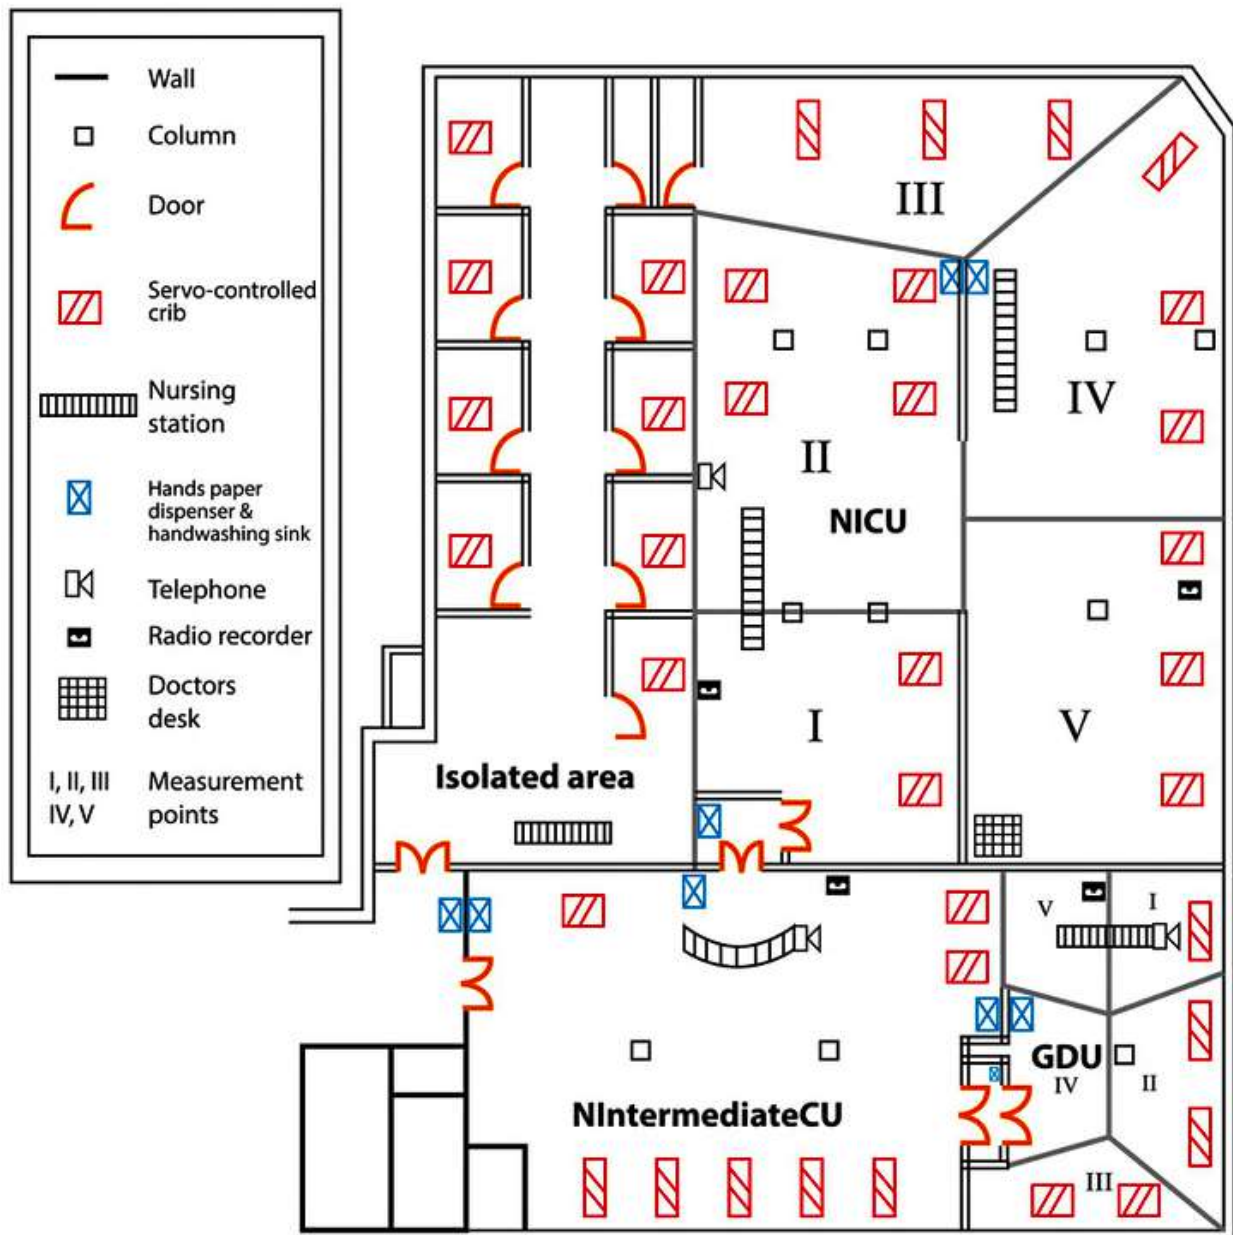 Wall
Column
Door
Servo-controlled
crib
Nursing
station
Hands paper
dispenser &
handwashing sink
Telephone
Radio recorder
Doctors
desk
I, II, III
IV, V
Measurement
points
III
IV
II
NICU
I
V
Isolated area
V
I
GDU
IV
II
NIntermediateCU
III